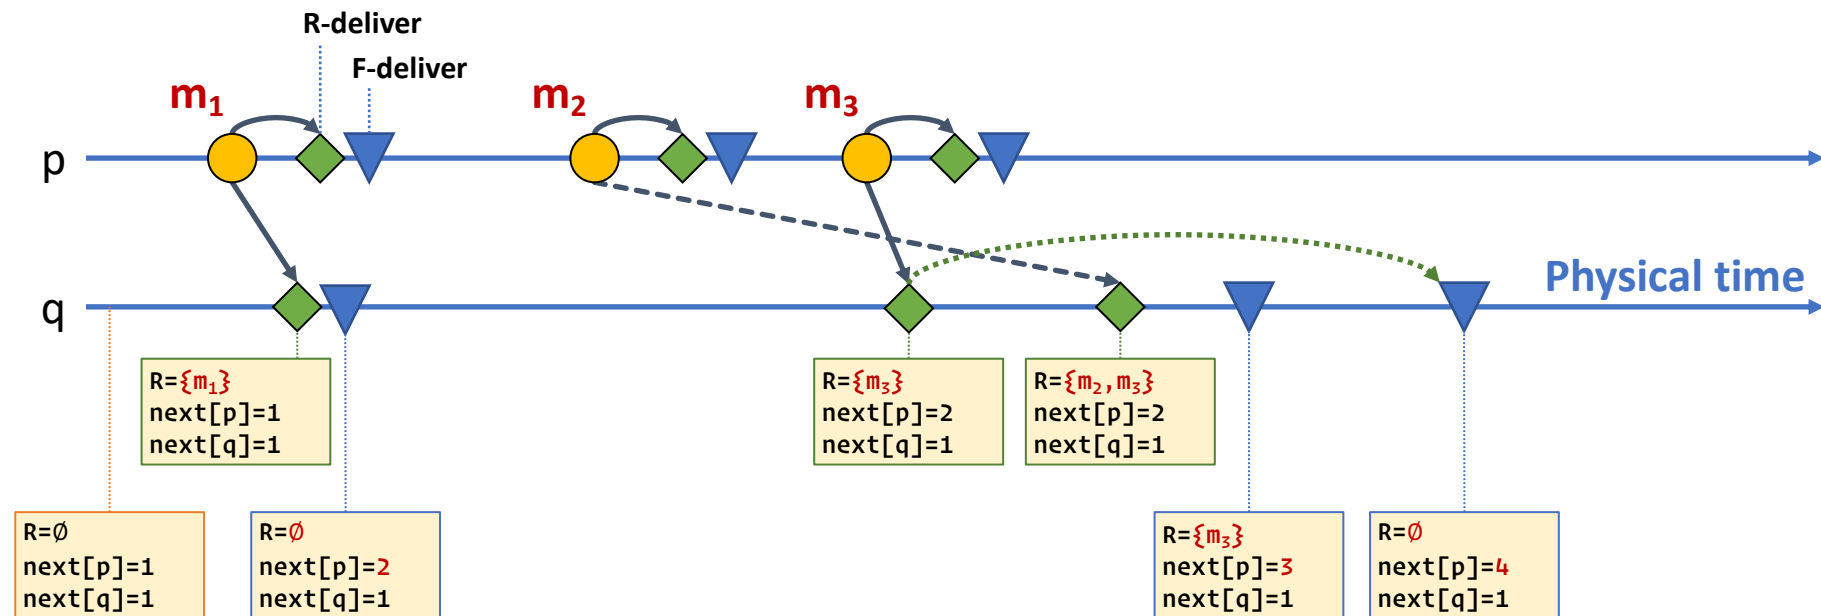 R-deliver
F-deliver
m₁
m₂
m₃
p
q
Physical time
R={m₁}
next[p]=1
next[q]=1
R={m₃}
next[p]=2
next[q]=1
R={m₂,m₃}
next[p]=2
next[q]=1
R=∅
next[p]=1
next[q]=1
R=∅
next[p]=2
next[q]=1
R={m₃}
next[p]=3
next[q]=1
R=∅
next[p]=4
next[q]=1